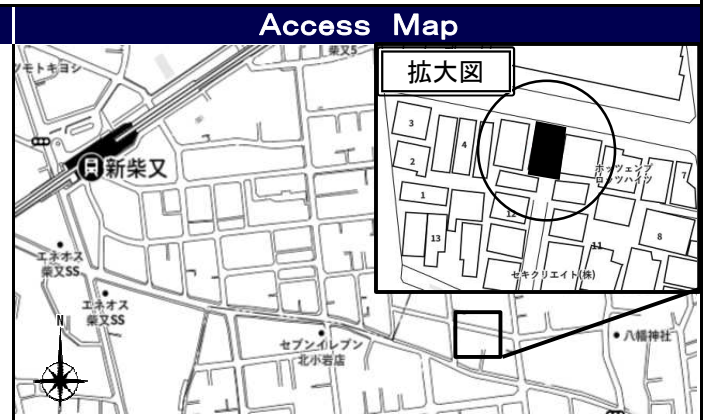 Access Map
ツモトキヨシ
柴又5
新柴又
エネオス
柴又SS
エネオス
柴又SS
N
セブンイレブン
北小岩店
八幡神社
拡大図
3
2
4
1
13
12
11
8
7
ホッツェンプ
ロッツハイツ
セキクリエイト(株)